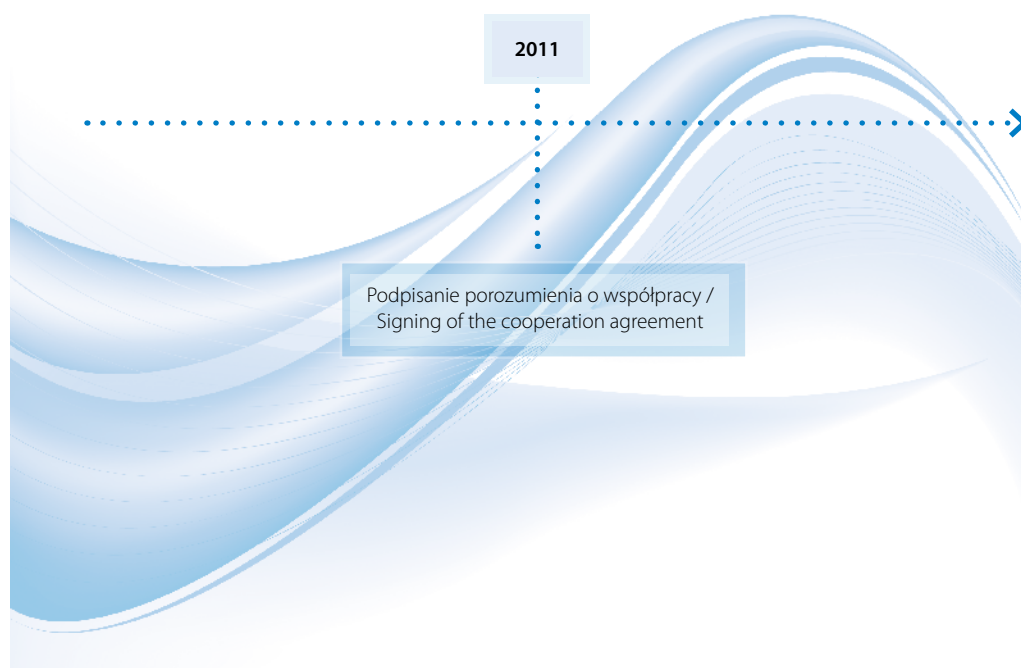 2011
Podpisanie porozumienia o współpracy /
Signing of the cooperation agreement